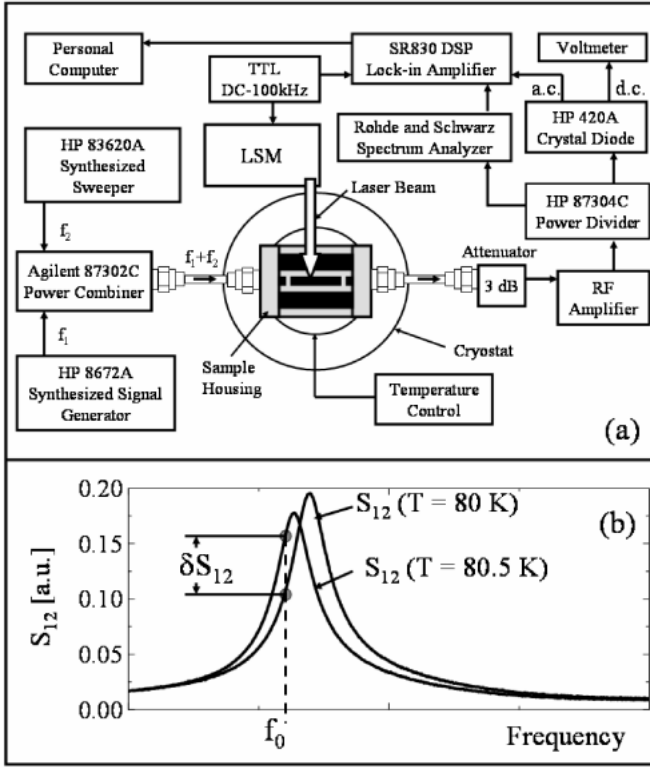 Personal
Computer
SR830 DSP
Lock-in Amplifier
Voltmeter
TTL
DC-100kHz
a.c.
d.c.
HP 83620A
Synthesized
Sweeper
LSM
Rohde and Schwarz
Spectrum Analyzer
HP 420A
Crystal Diode
Laser Beam
HP 87304C
Power Divider
f2
f1+f2
Attenuator
Agilent 87302C
Power Combiner
3 dB
RF
Amplifier
f1
Sample
Housing
Cryostat
HP 8672A
Synthesized Signal
Generator
Temperature
Control
(a)
0.20
S12 (T = 80 K)
(b)
0.15
δS12
S12 (T = 80.5 K)
0.10
S12 [a.u.]
0.05
0.00
f0
Frequency